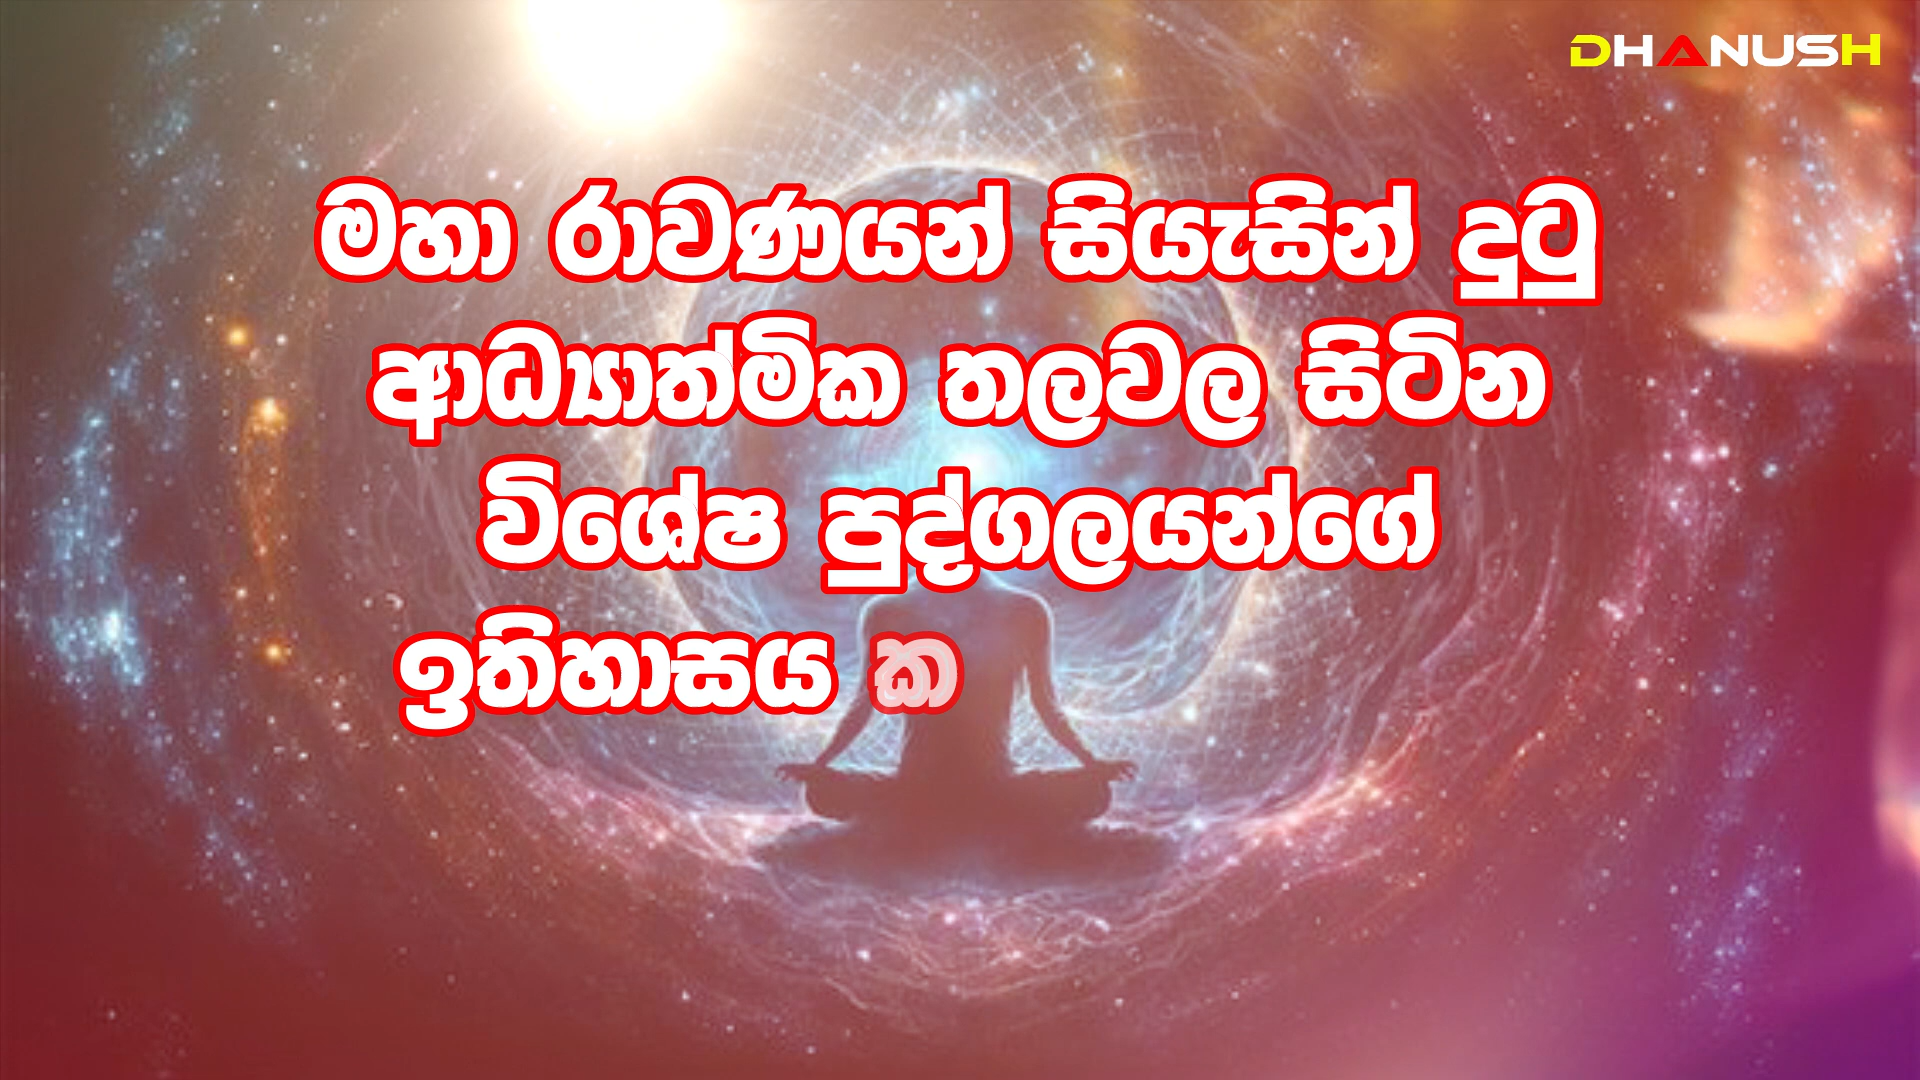 DHANUSH
මහා රාවණයන් සියැසින් දුටු
ආධ්‍යාත්මික තලවල සිටින
විශේෂ පුද්ගලයන්ගේ
ඉතිහාසය ක